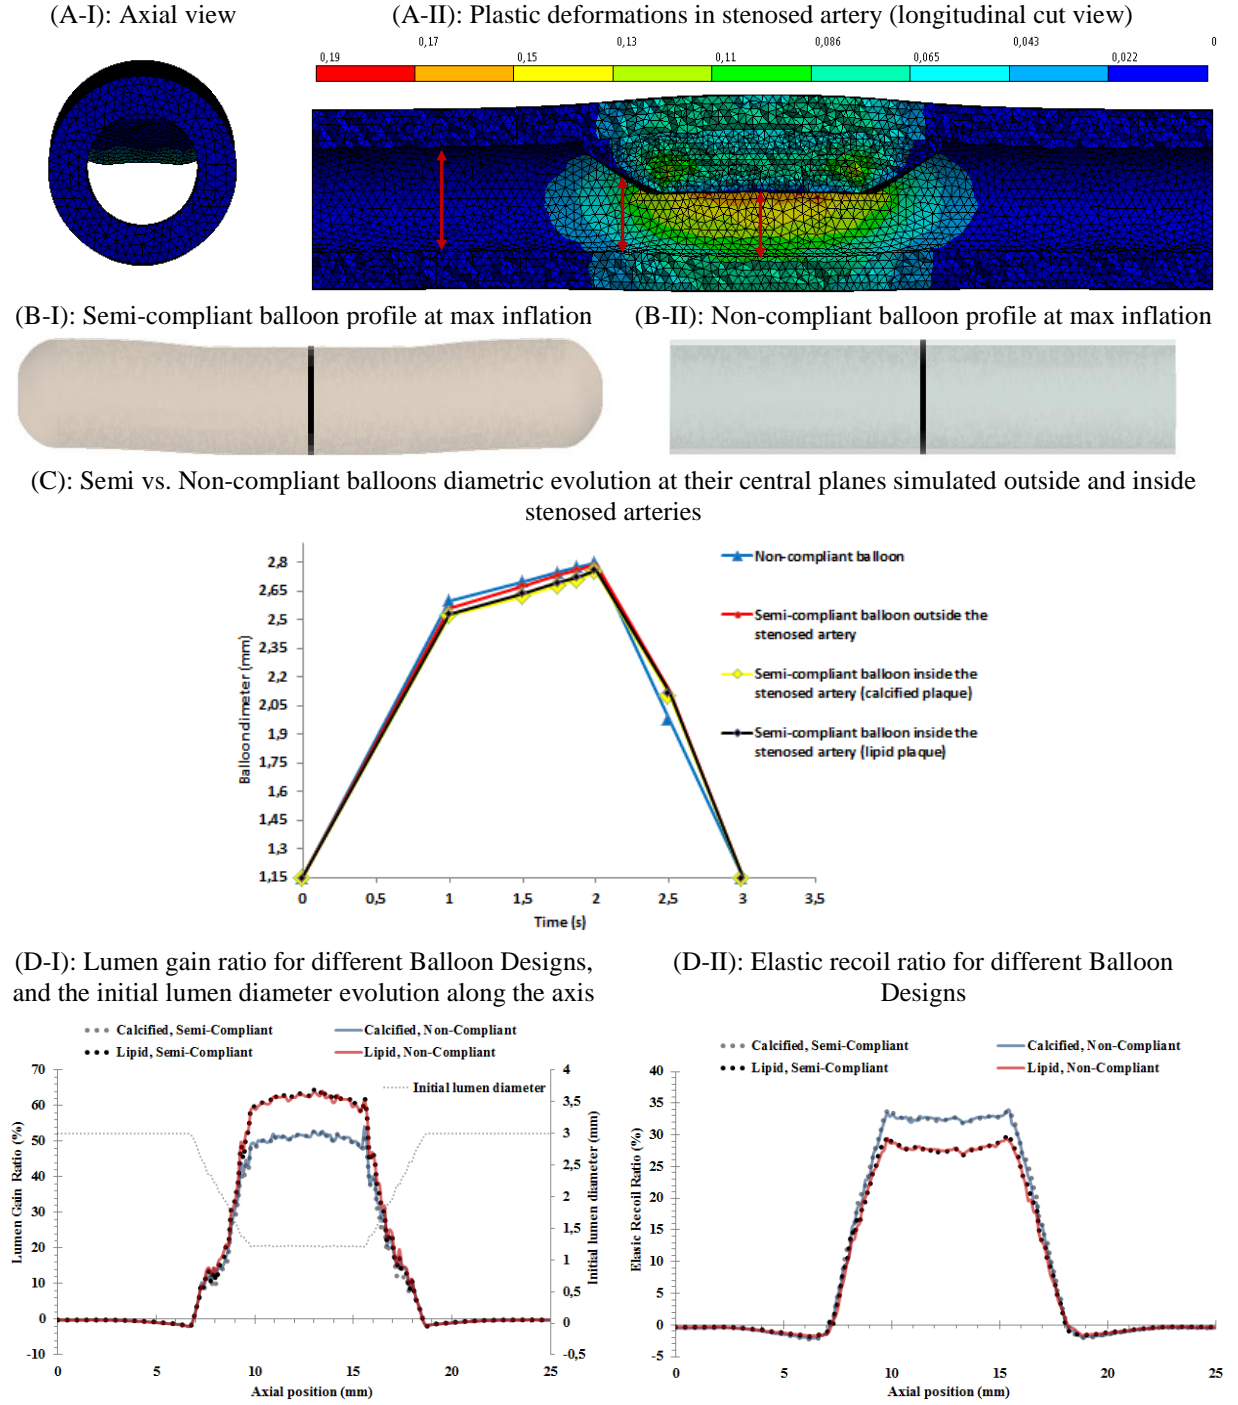 (A-I): Axial view
(A-II): Plastic deformations in stenosed artery (longitudinal cut view)
0,19
0,17
0,15
0,13
0,11
0,086
0,065
0,043
0,022
0
(B-I): Semi-compliant balloon profile at max inflation
(B-II): Non-compliant balloon profile at max inflation
(C): Semi vs. Non-compliant balloons diametric evolution at their central planes simulated outside and inside
stenosed arteries
2,8
2,65
2,5
2,35
2,2
2,05
1,9
1,75
1,6
1,45
1,3
1,15
Balloondimeter (mm)
0
0,5
1
1,5
2
2,5
3
3,5
Time (s)
Non-compliant balloon
Semi-compliant balloon outside the
stenosed artery
Semi-compliant balloon inside the
stenosed artery (calcified plaque)
Semi-compliant balloon inside the
stenosed artery (lipid plaque)
(D-I): Lumen gain ratio for different Balloon Designs,
and the initial lumen diameter evolution along the axis
Calcified, Semi-Compliant
Calcified, Non-Compliant
Lipid, Semi-Compliant
Lipid, Non-Compliant
Initial lumen diameter
70
60
50
40
30
20
10
0
-10
Lumen Gain Ratio (%)
4
3,5
3
2,5
2
1,5
1
0,5
0
-0,5
Initial lumen diameter (mm)
0
5
10
15
20
25
Axial position (mm)
(D-II): Elastic recoil ratio for different Balloon
Designs
Calcified, Semi-Compliant
Calcified, Non-Compliant
Lipid, Semi-Compliant
Lipid, Non-Compliant
40
35
30
25
20
15
10
5
0
-5
Elasic Recoil Ratio (%)
0
5
10
15
20
25
Axial position (mm)